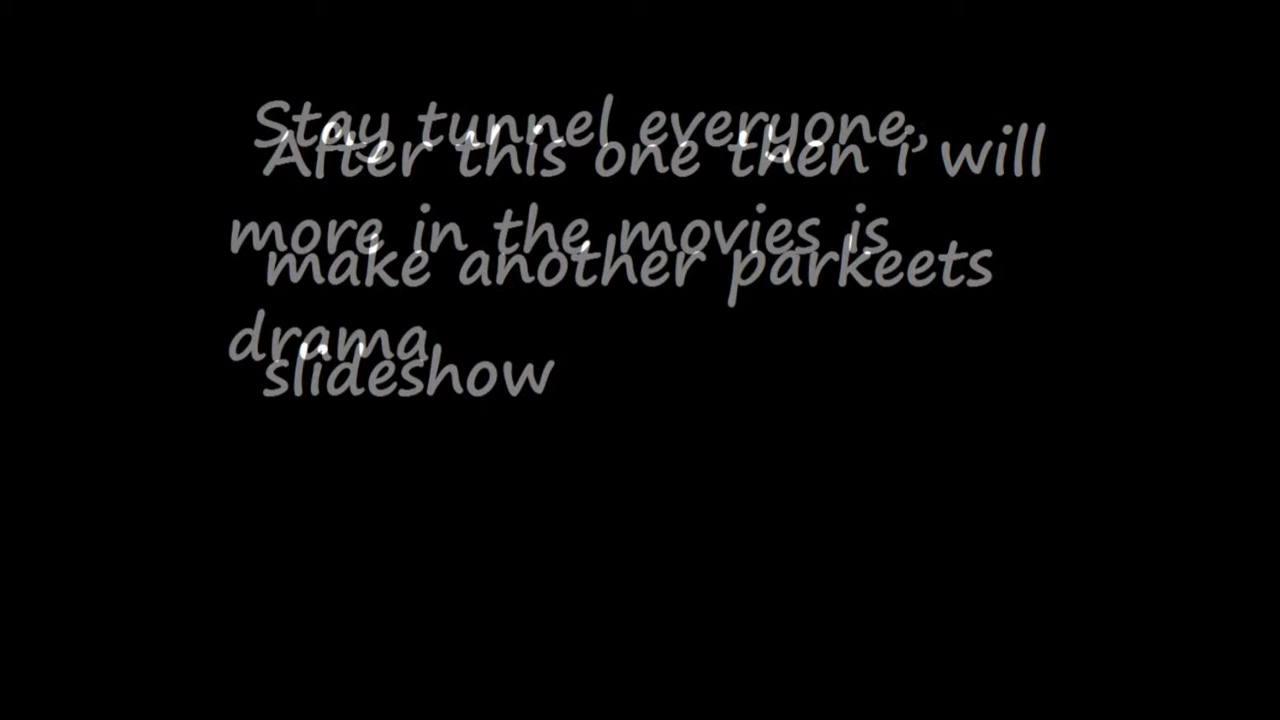 Stay tunnel everyone,
After this one then i will
more in the movies is
make another parkeets
drama
slideshow